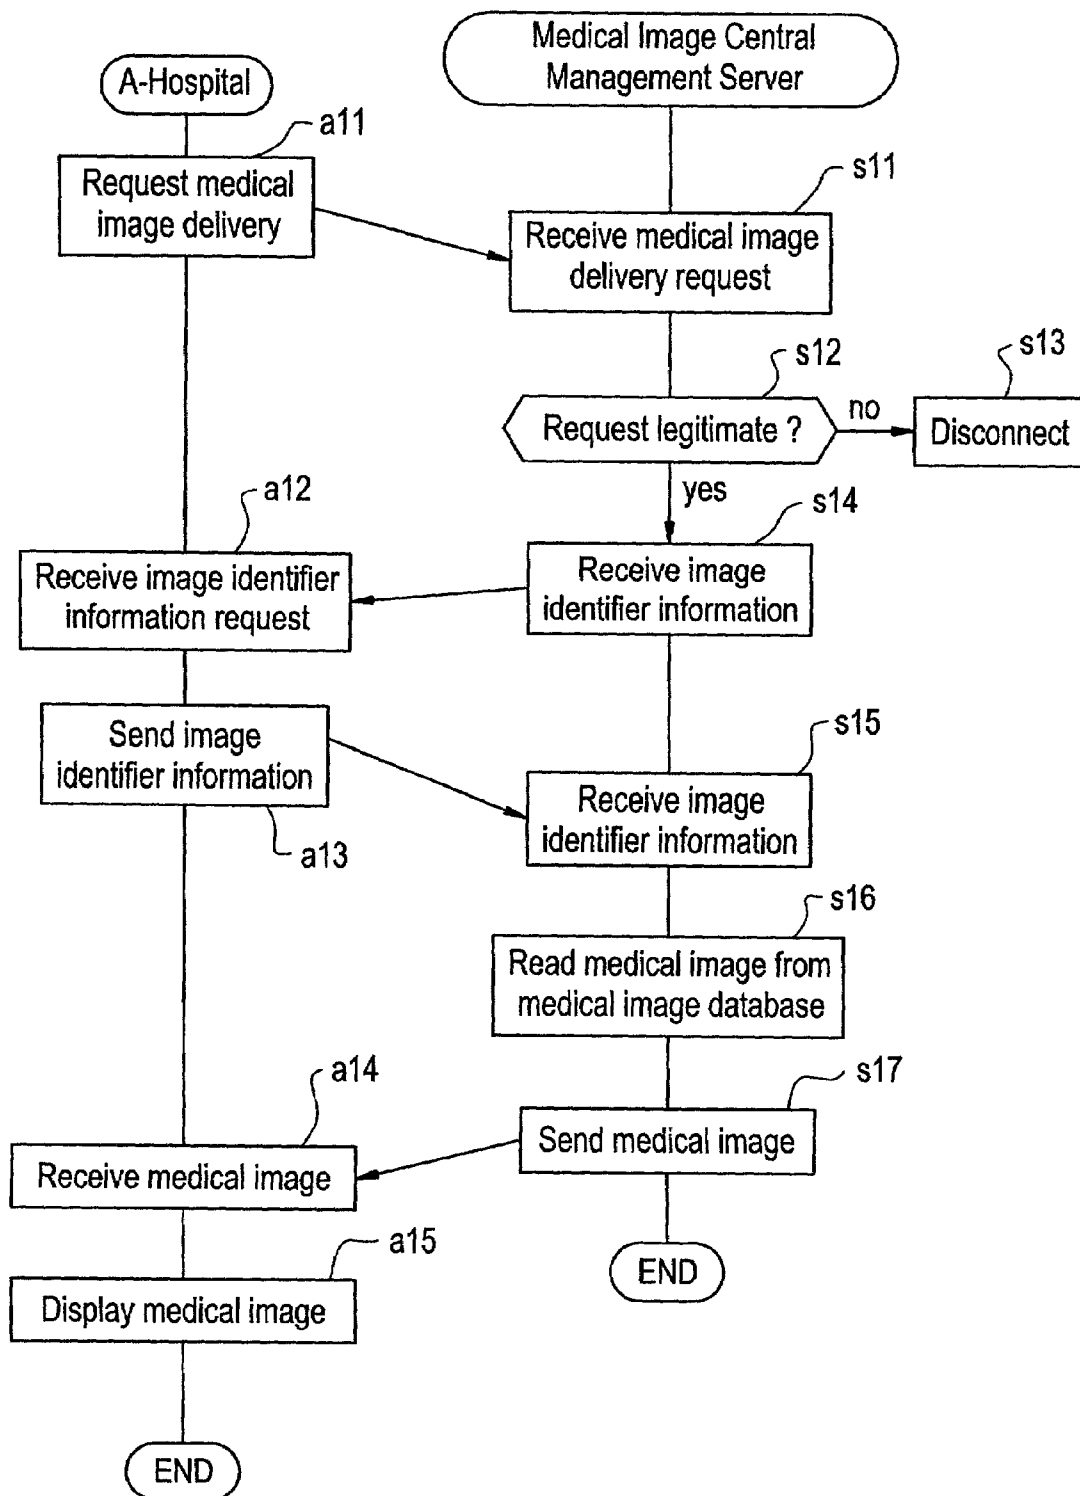 Medical Image Central
Management Server
A-Hospital
a11
Request medical
image delivery
s11
Receive medical image
delivery request
s12
Request legitimate ?
no
s13
Disconnect
yes
a12
Receive image identifier
information request
s14
Receive image
identifier information
Send image
identifier information
a13
s15
Receive image
identifier information
s16
Read medical image from
medical image database
s17
Send medical image
a14
Receive medical image
a15
Display medical image
END
END